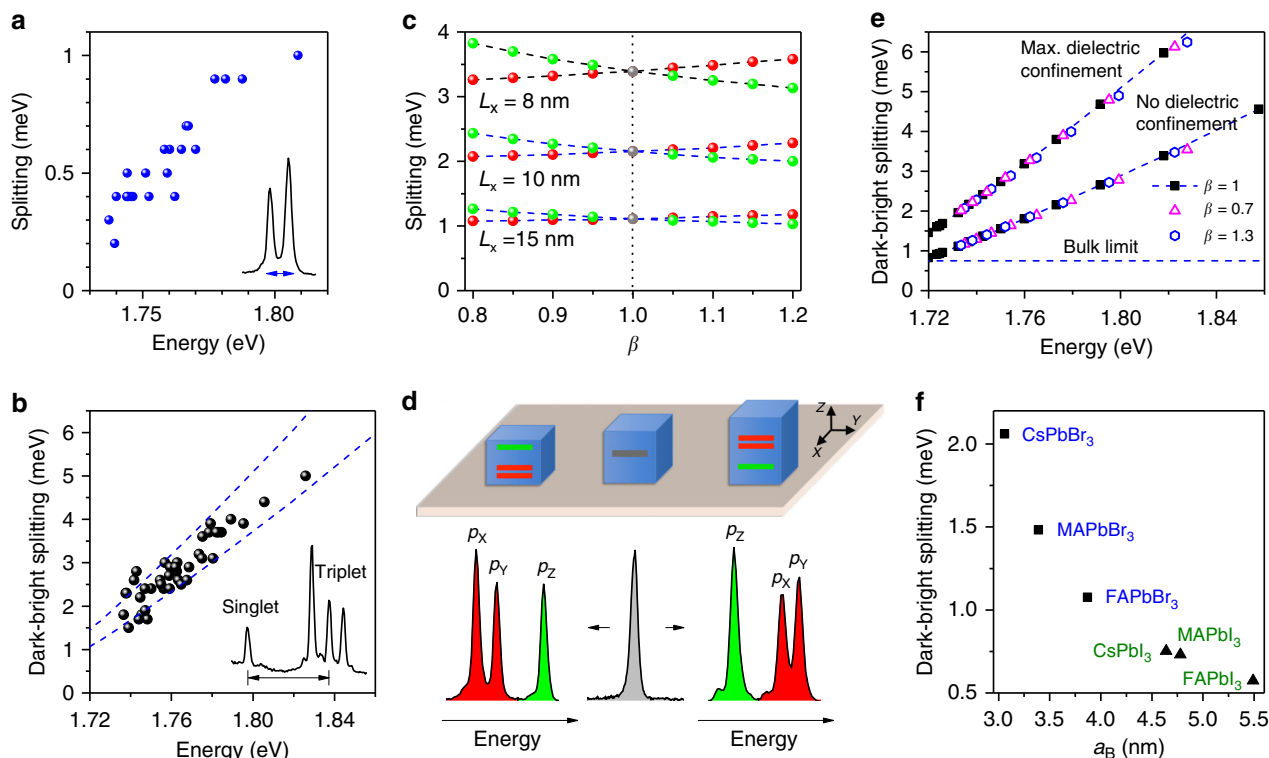 a
Splitting (meV)
1
0.5
0
1.75
1.80
Energy (eV)
b
Dark-bright splitting (meV)
6
5
4
3
2
1
0
Singlet
Triplet
1.72
1.76
1.80
1.84
Energy (eV)
c
Splitting (meV)
4
3
2
1
0
Lx = 8 nm
Lx = 10 nm
Lx =15 nm
0.8
0.9
1.0
1.1
1.2
β
d
Z
Y
X
pX
pY
pZ
pZ
pX
pY
Energy
Energy
e
Dark-bright splitting (meV)
6
5
4
3
2
1
0
Max. dielectric
confinement
No dielectric
confinement
β = 1
β = 0.7
β = 1.3
Bulk limit
1.72
1.76
1.80
1.84
Energy (eV)
f
Dark-bright splitting (meV)
2.0
1.5
1.0
0.5
CsPbBr3
MAPbBr3
FAPbBr3
CsPbI3
MAPbI3
FAPbI3
3.0
3.5
4.0
4.5
5.0
5.5
aB (nm)